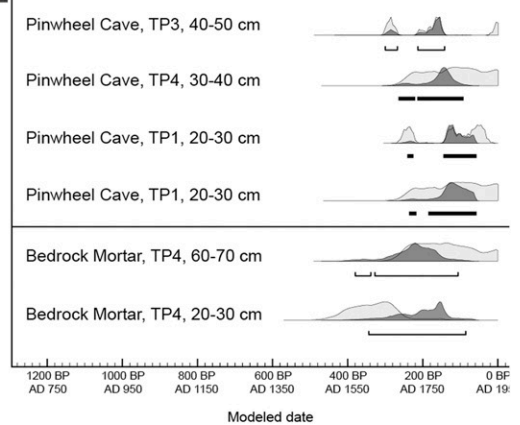 Pinwheel Cave, TP3, 40-50 cm
Pinwheel Cave, TP4, 30-40 cm
Pinwheel Cave, TP1, 20-30 cm
Pinwheel Cave, TP1, 20-30 cm
Bedrock Mortar, TP4, 60-70 cm
Bedrock Mortar, TP4, 20-30 cm
1200 BP 1000 BP 800 BP 600 BP 400 BP 200 BP 0 BP
AD 750 AD 950 AD 1150 AD 1350 AD 1550 AD 1750 AD 195
Modeled date